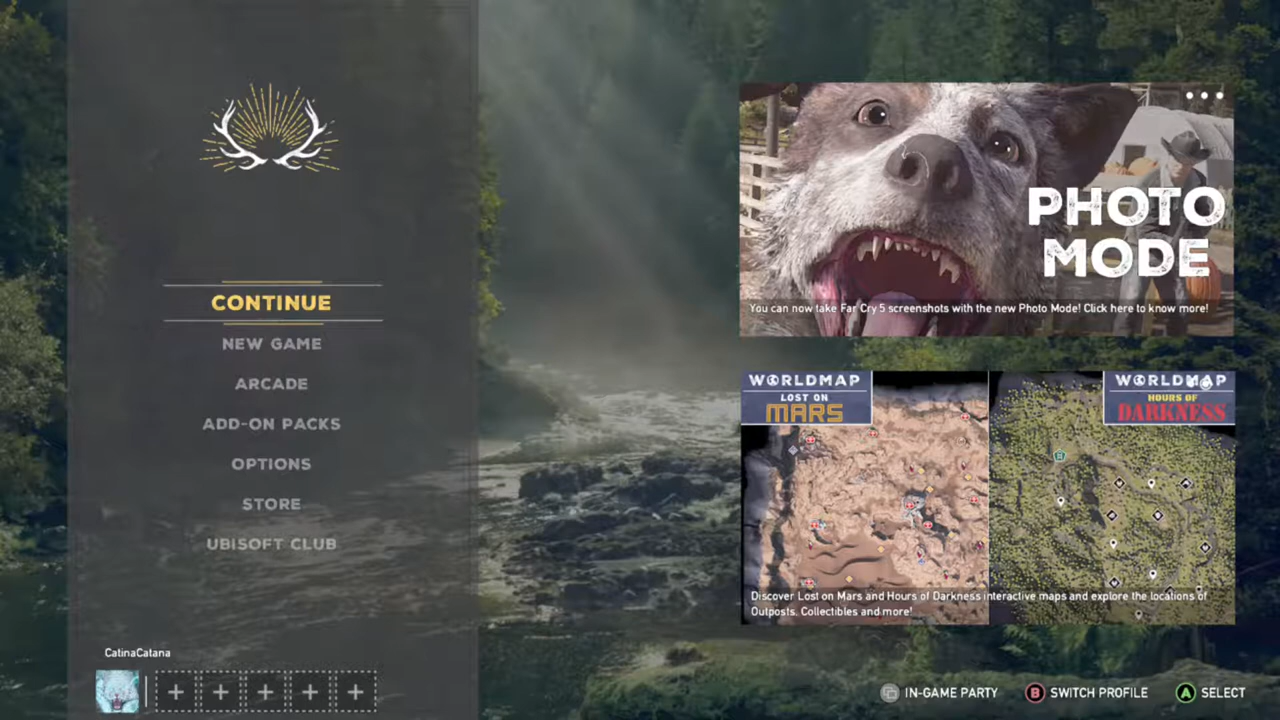 CONTINUE
NEW GAME
ARCADE
ADD-ON PACKS
OPTIONS
STORE
UBISOFT CLUB
CatinaCatana
PHOTO
MODE
You can now take Far Cry 5 screenshots with the new Photo Mode! Click here to know more!
WORLDMAP
LOST ON
MARS
WORLDMAP
HOURS OF
DARKNESS
Discover Lost on Mars and Hours of Darkness interactive maps and explore the locations of
Outposts, Collectibles and more!
IN-GAME PARTY
B SWITCH PROFILE
A SELECT